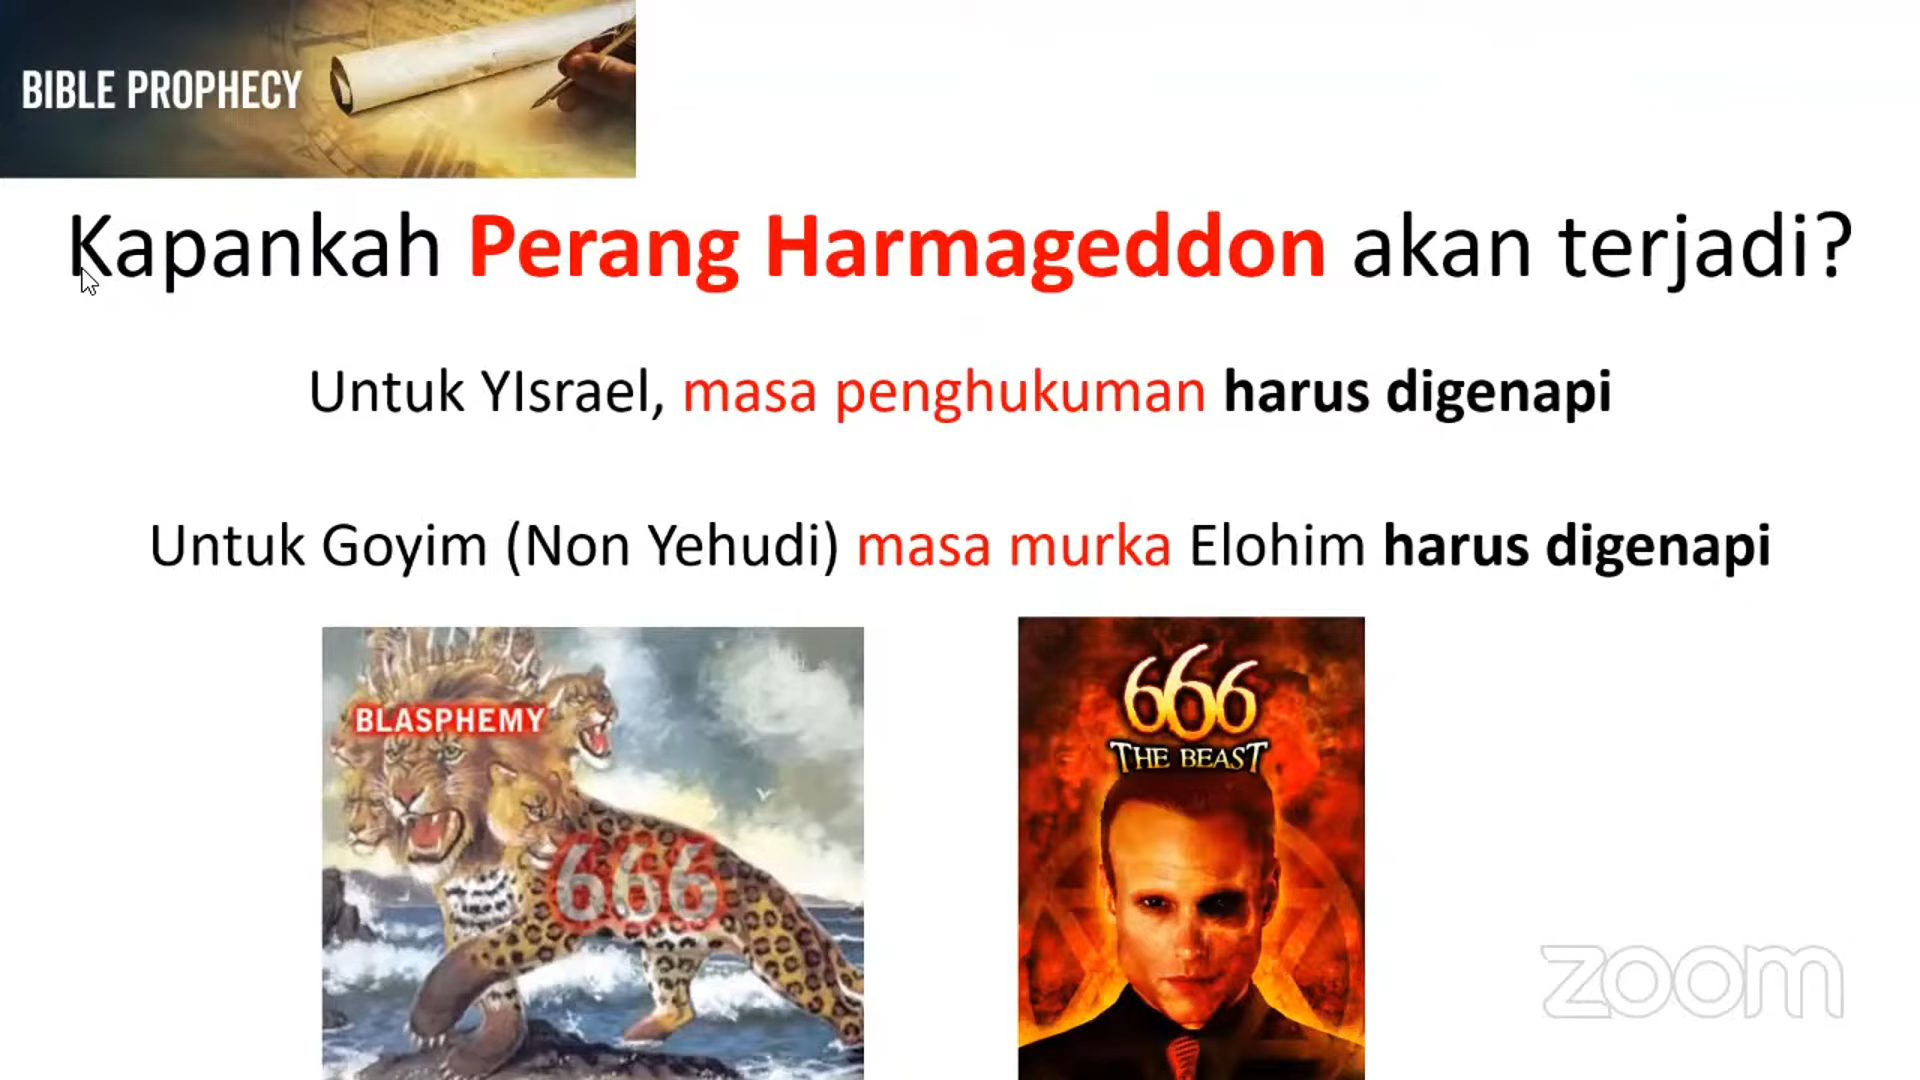 BIBLE PROPHECY
Kapankah Perang Harmageddon akan terjadi?
Untuk YIsrael, masa penghukuman harus digenapi
Untuk Goyim (Non Yehudi) masa murka Elohim harus digenapi
BLASPHEMY
666
666
THE BEAST
zoom